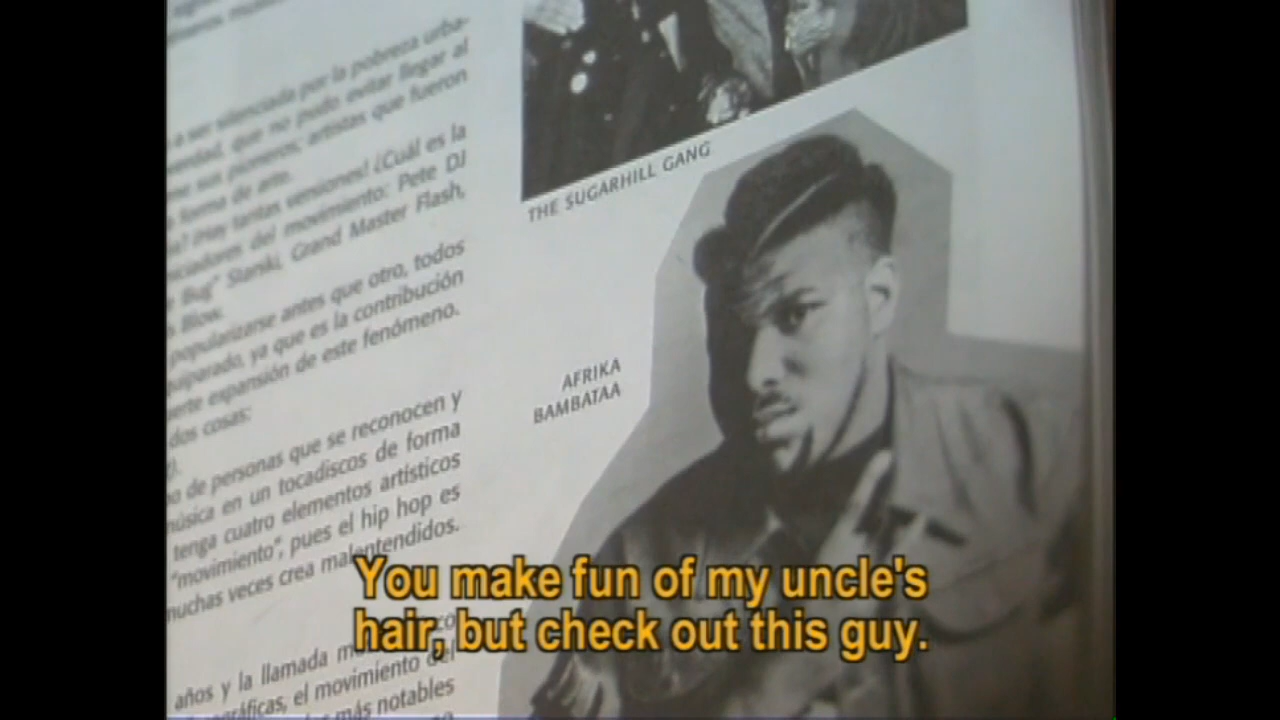 a ser silenciada por la pobreza urba-
que no pudo evitar llegar al
sus pioneros, artistas que fueron
forma de arte.
¡Hay tantas versiones! ¿Cuál es la
del movimiento: Pete DJ
Bug" Starski, Grand Master Flash,
Blow.
popularizarse antes que otro, todos
ya que es la contribución
expansión de este fenómeno.
dos cosas:
de personas que se reconocen y
música en un tocadiscos de forma
tenga cuatro elementos artísticos
"movimiento", pues el hip hop es
muchas veces crea malentendidos.
años y la llamada
el movimiento del
más notables
THE SUGARHILL GANG
AFRIKA
BAMBATAA
You make fun of my uncle's
hair, but check out this guy.